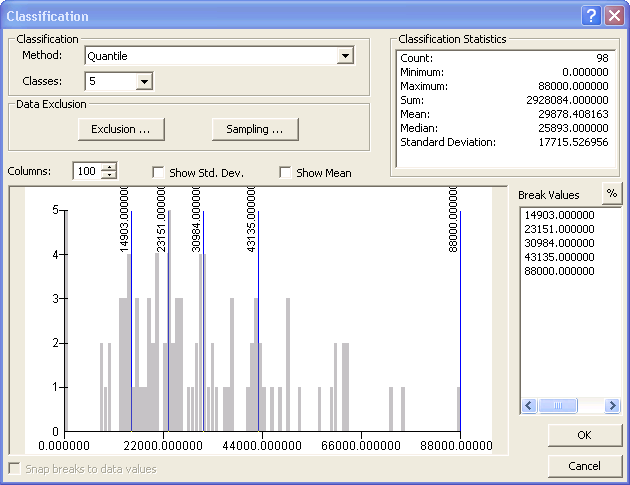 Classification
Classification
Method: Quantile
Classes: 5
Data Exclusion
Exclusion ...
Sampling ...
Classification Statistics
Count: 98
Minimum: 0.000000
Maximum: 88000.000000
Sum: 2928084.000000
Mean: 29878.408163
Median: 25893.000000
Standard Deviation: 17715.526956
Columns: 100
Show Std. Dev.
Show Mean
Break Values
%
14903.000000
23151.000000
30984.000000
43135.000000
88000.000000
14903.000000
23151.000000
30984.000000
43135.000000
88000.000000
5
4
3
2
1
0
0.000000 22000.000000 44000.000000 66000.000000 88000.00000
Snap breaks to data values
OK
Cancel